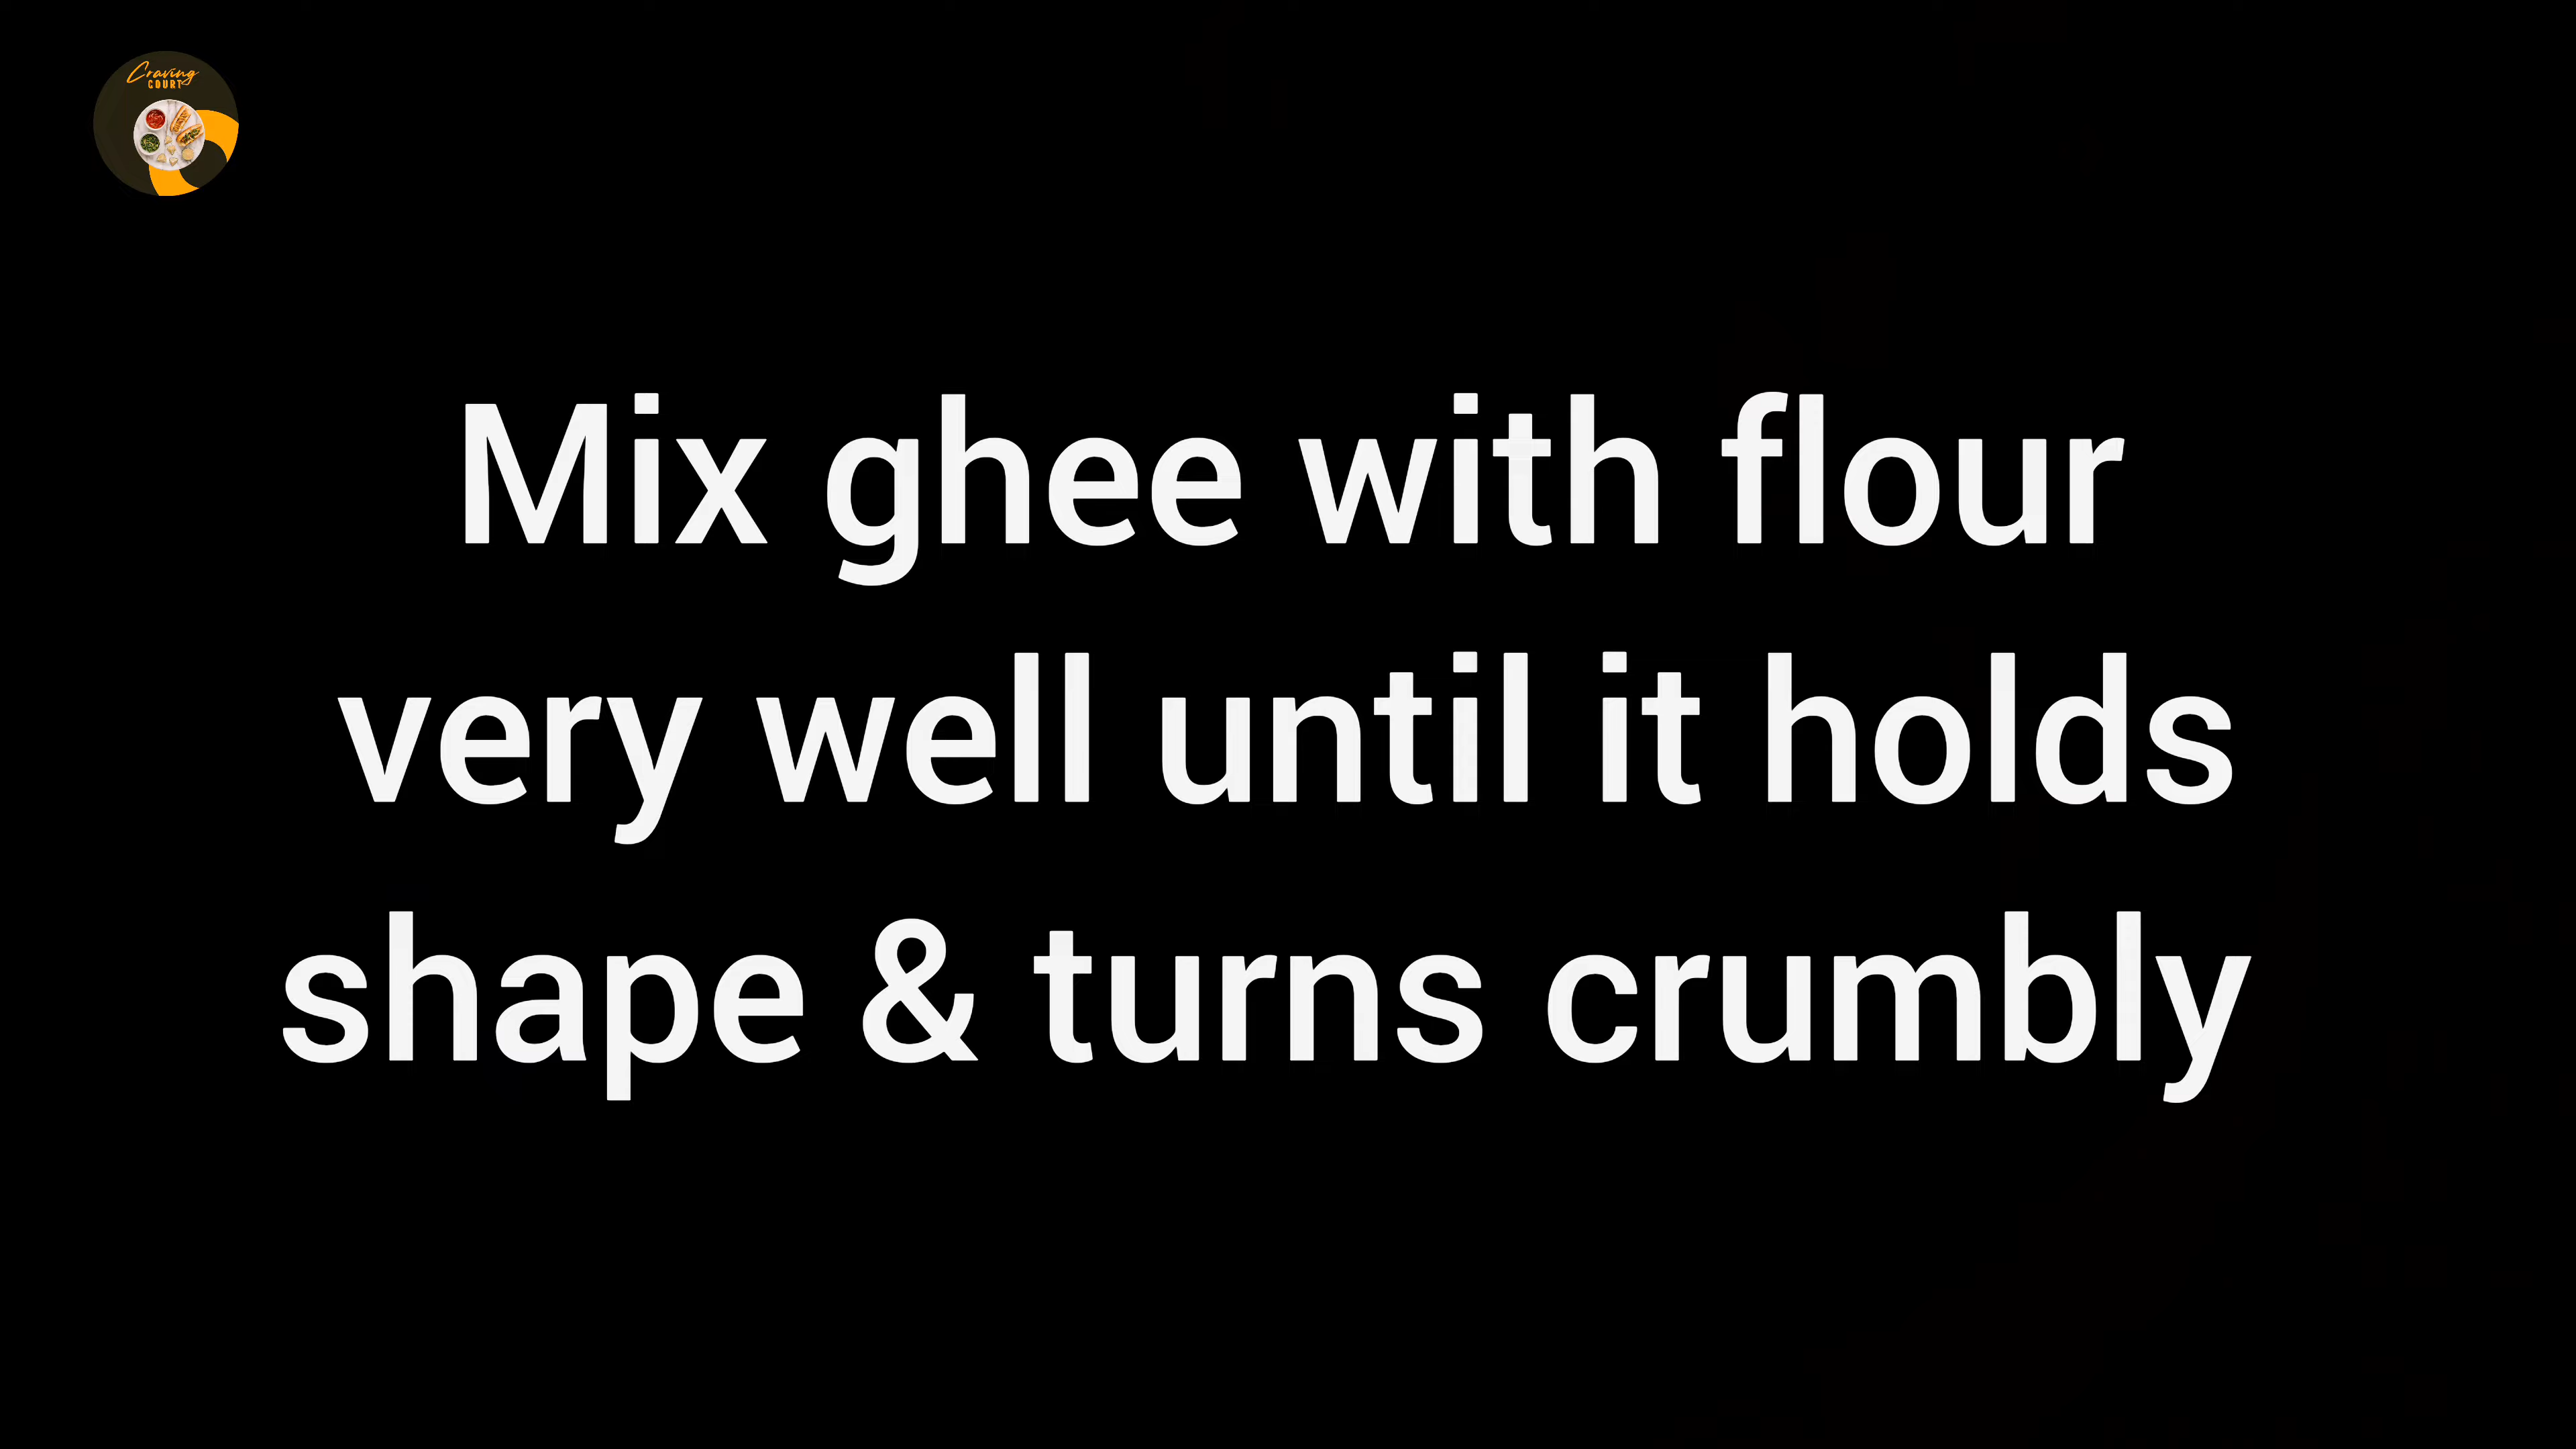 Craving
COURT
Mix ghee with flour
very well until it holds
shape & turns crumbly